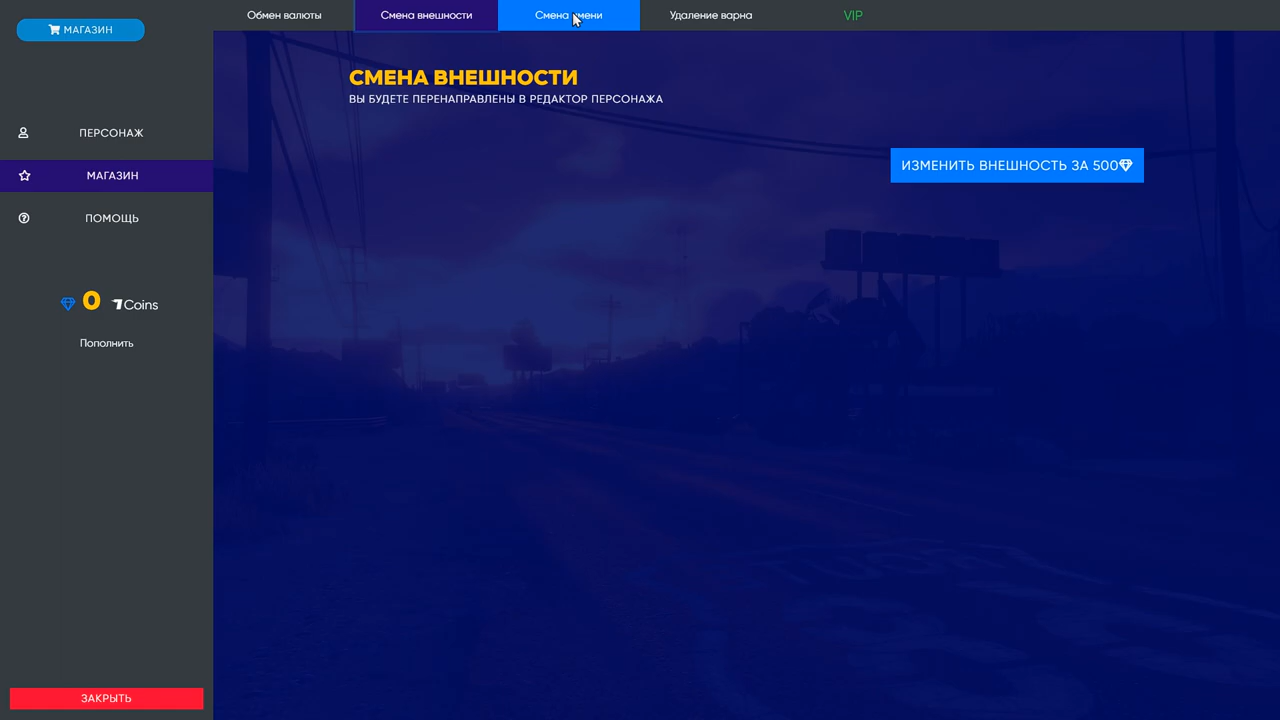 МАГАЗИН
Обмен валюты
Смена внешности
Смена имени
Удаление варна
VIP
СМЕНА ВНЕШНОСТИ
ВЫ БУДЕТЕ ПЕРЕНАПРАВЛЕНЫ В РЕДАКТОР ПЕРСОНАЖА
ИЗМЕНИТЬ ВНЕШНОСТЬ ЗА 500
ПЕРСОНАЖ
МАГАЗИН
ПОМОЩЬ
0 Coins
Пополнить
ЗАКРЫТЬ